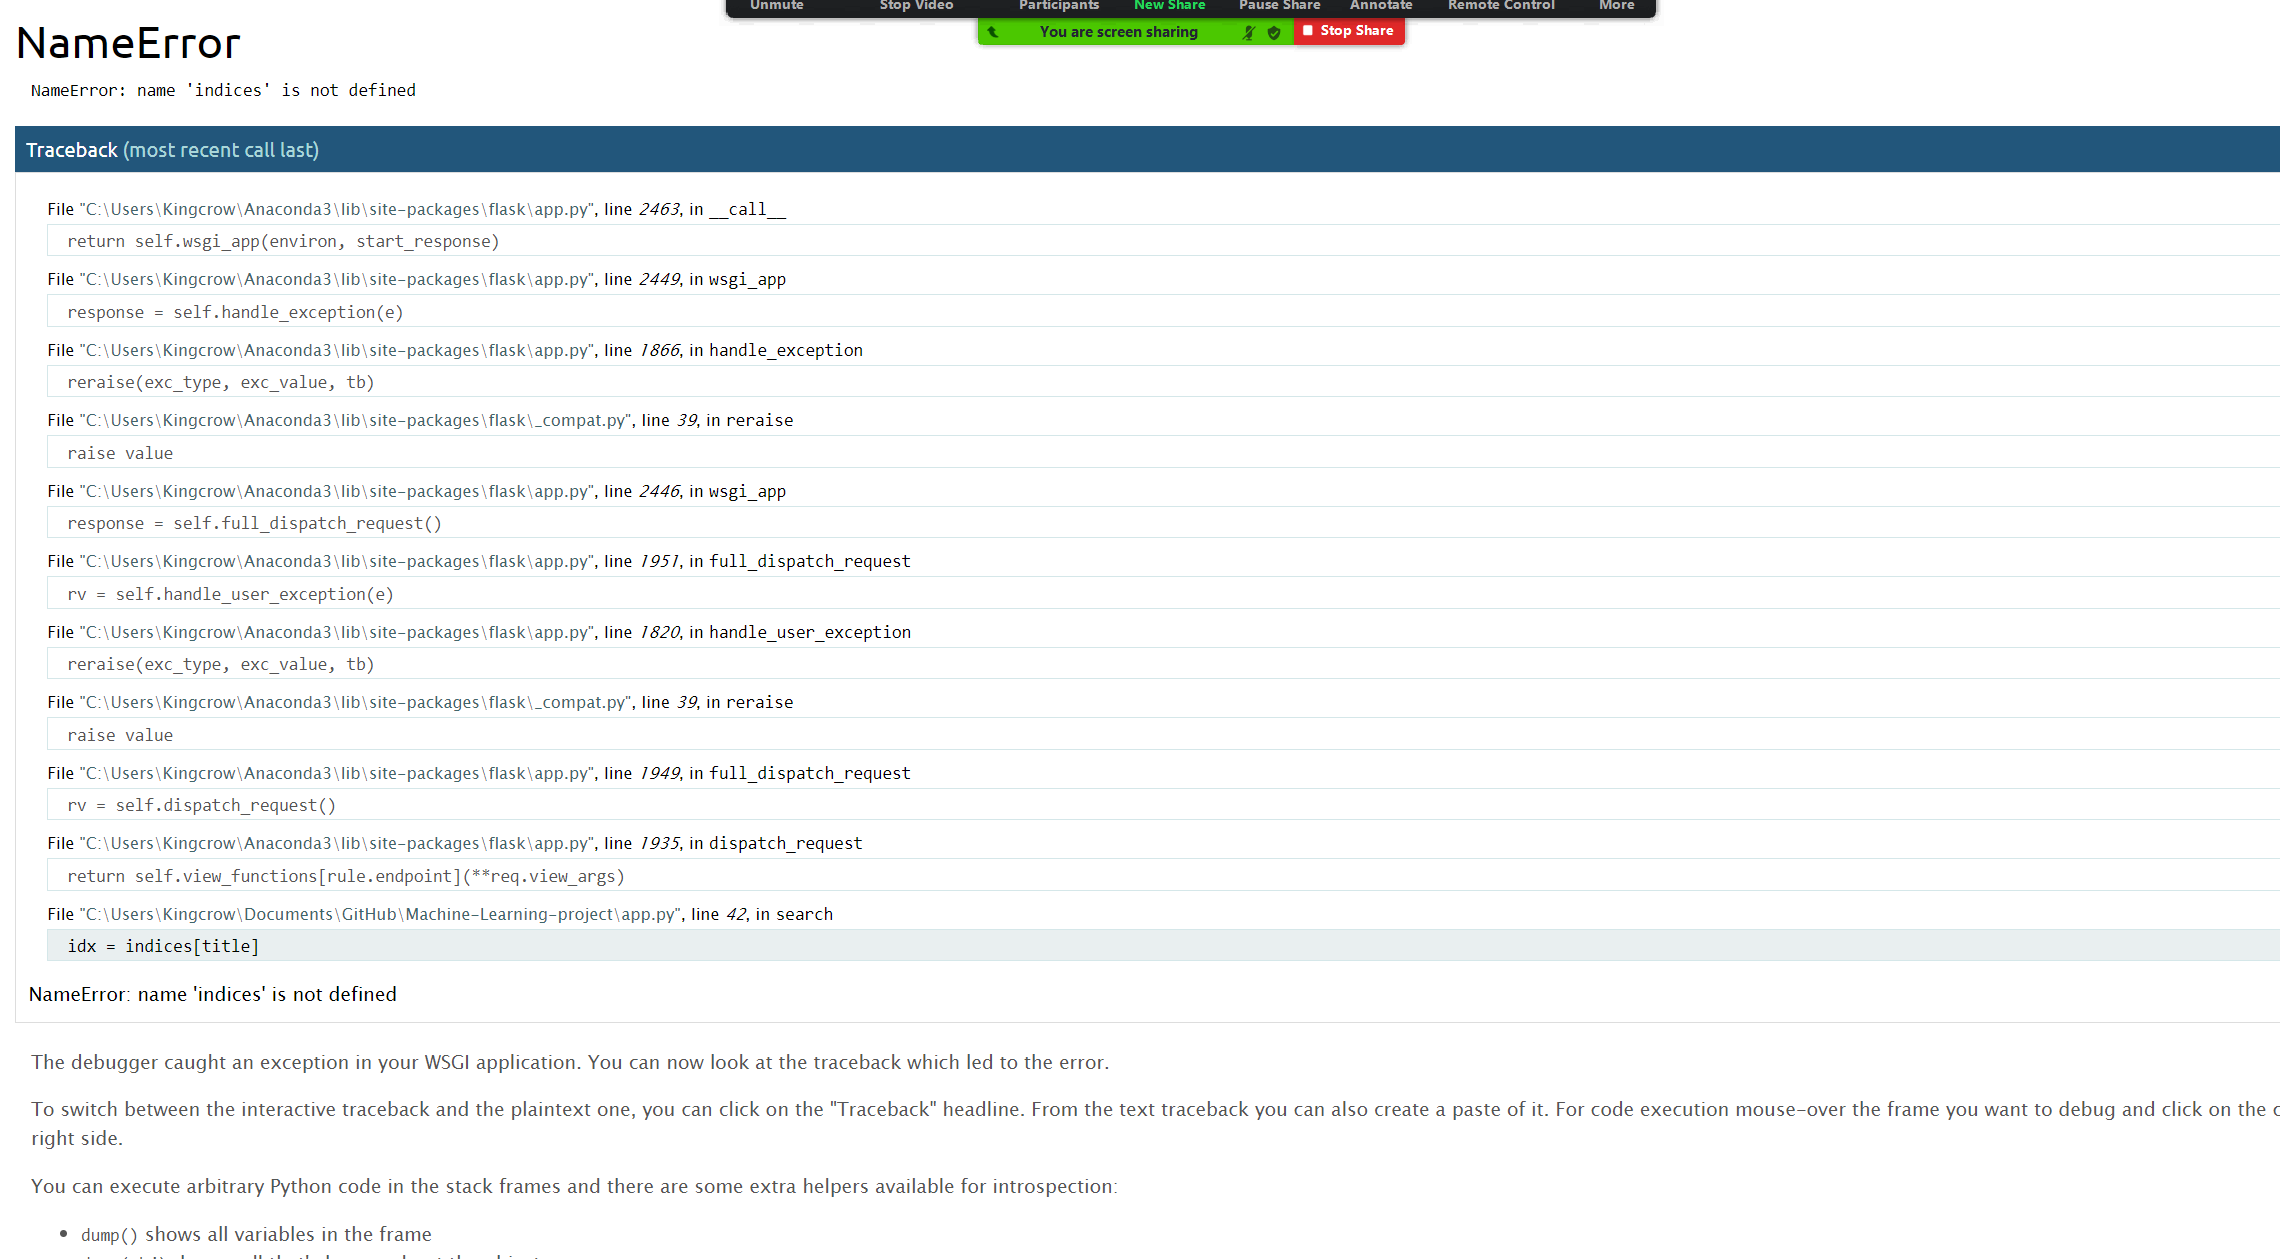 Unmute Stop Video Participants New Share Pause Share Annotate Remote Control More
You are screen sharing Stop Share
NameError
NameError: name 'indices' is not defined
Traceback (most recent call last)
File "C:\Users\Kingcrow\Anaconda3\lib\site-packages\flask\app.py", line 2463, in __call__
return self.wsgi_app(environ, start_response)
File "C:\Users\Kingcrow\Anaconda3\lib\site-packages\flask\app.py", line 2449, in wsgi_app
response = self.handle_exception(e)
File "C:\Users\Kingcrow\Anaconda3\lib\site-packages\flask\app.py", line 1866, in handle_exception
reraise(exc_type, exc_value, tb)
File "C:\Users\Kingcrow\Anaconda3\lib\site-packages\flask\_compat.py", line 39, in reraise
raise value
File "C:\Users\Kingcrow\Anaconda3\lib\site-packages\flask\app.py", line 2446, in wsgi_app
response = self.full_dispatch_request()
File "C:\Users\Kingcrow\Anaconda3\lib\site-packages\flask\app.py", line 1951, in full_dispatch_request
rv = self.handle_user_exception(e)
File "C:\Users\Kingcrow\Anaconda3\lib\site-packages\flask\app.py", line 1820, in handle_user_exception
reraise(exc_type, exc_value, tb)
File "C:\Users\Kingcrow\Anaconda3\lib\site-packages\flask\_compat.py", line 39, in reraise
raise value
File "C:\Users\Kingcrow\Anaconda3\lib\site-packages\flask\app.py", line 1949, in full_dispatch_request
rv = self.dispatch_request()
File "C:\Users\Kingcrow\Anaconda3\lib\site-packages\flask\app.py", line 1935, in dispatch_request
return self.view_functions[rule.endpoint](**req.view_args)
File "C:\Users\Kingcrow\Documents\GitHub\Machine-Learning-project\app.py", line 42, in search
idx = indices[title]
NameError: name 'indices' is not defined
The debugger caught an exception in your WSGI application. You can now look at the traceback which led to the error.
To switch between the interactive traceback and the plaintext one, you can click on the "Traceback" headline. From the text traceback you can also create a paste of it. For code execution mouse-over the frame you want to debug and click on the
right side.
You can execute arbitrary Python code in the stack frames and there are some extra helpers available for introspection:
• dump() shows all variables in the frame